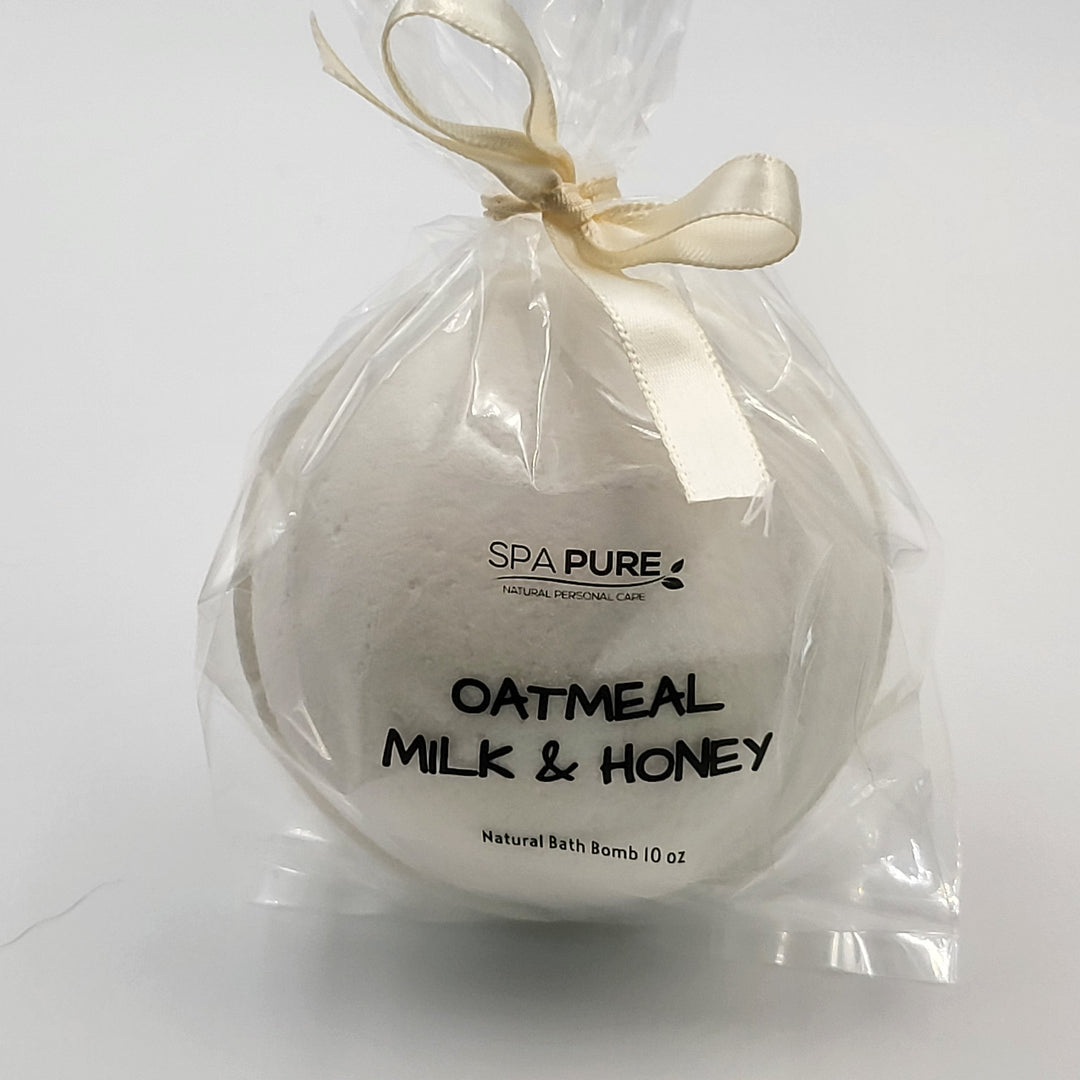 SPA PURE
NATURAL PERSONAL CARE
OATMEAL
MILK & HONEY
Natural Bath Bomb 10 oz